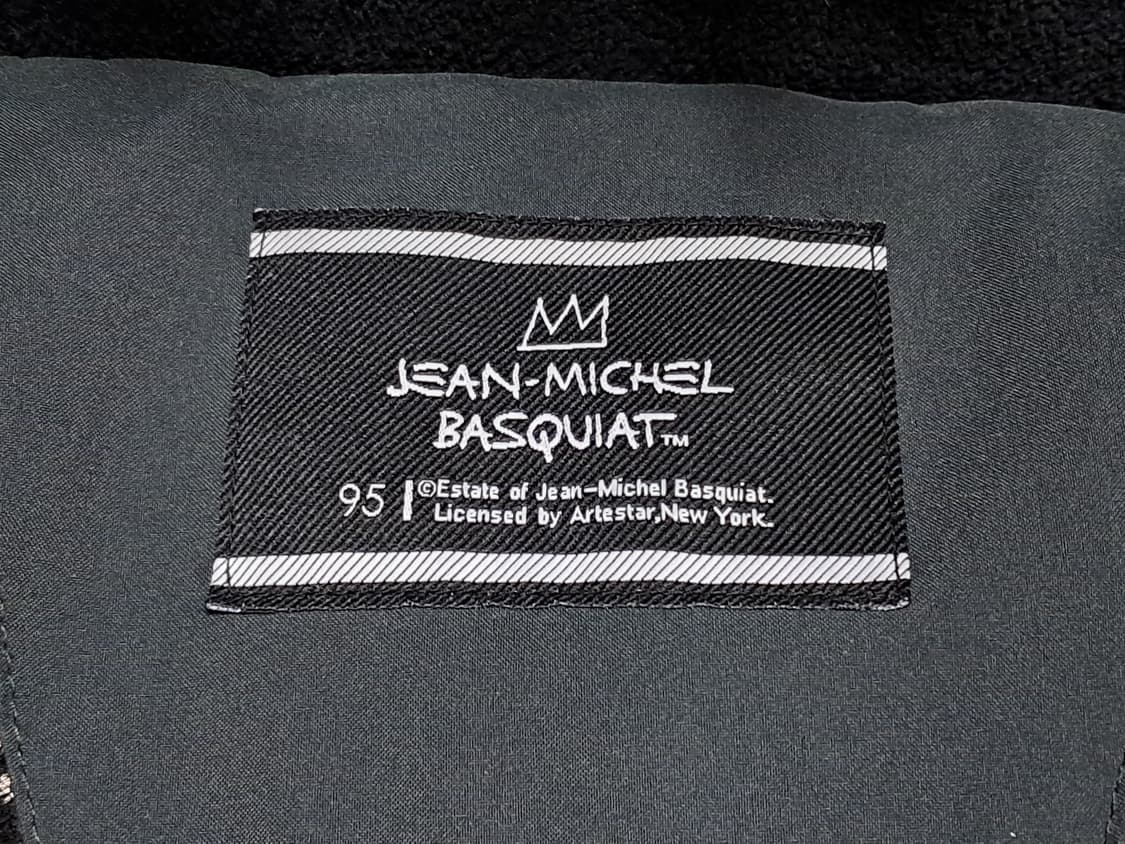 JEAN-MICHEL
BASQUIAT™
95 ©Estate of Jean-Michel Basquiat.
Licensed by Artestar,New York.